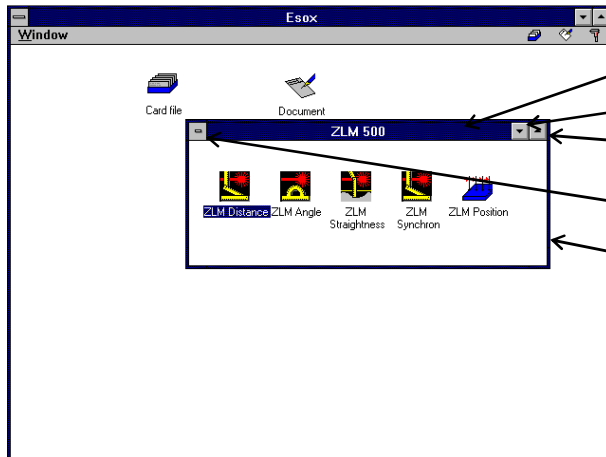 Esox
Window
Card file
Document
ZLM 500
ZLM Distance
ZLM Angle
ZLM
Straightness
ZLM
Synchron
ZLM Position